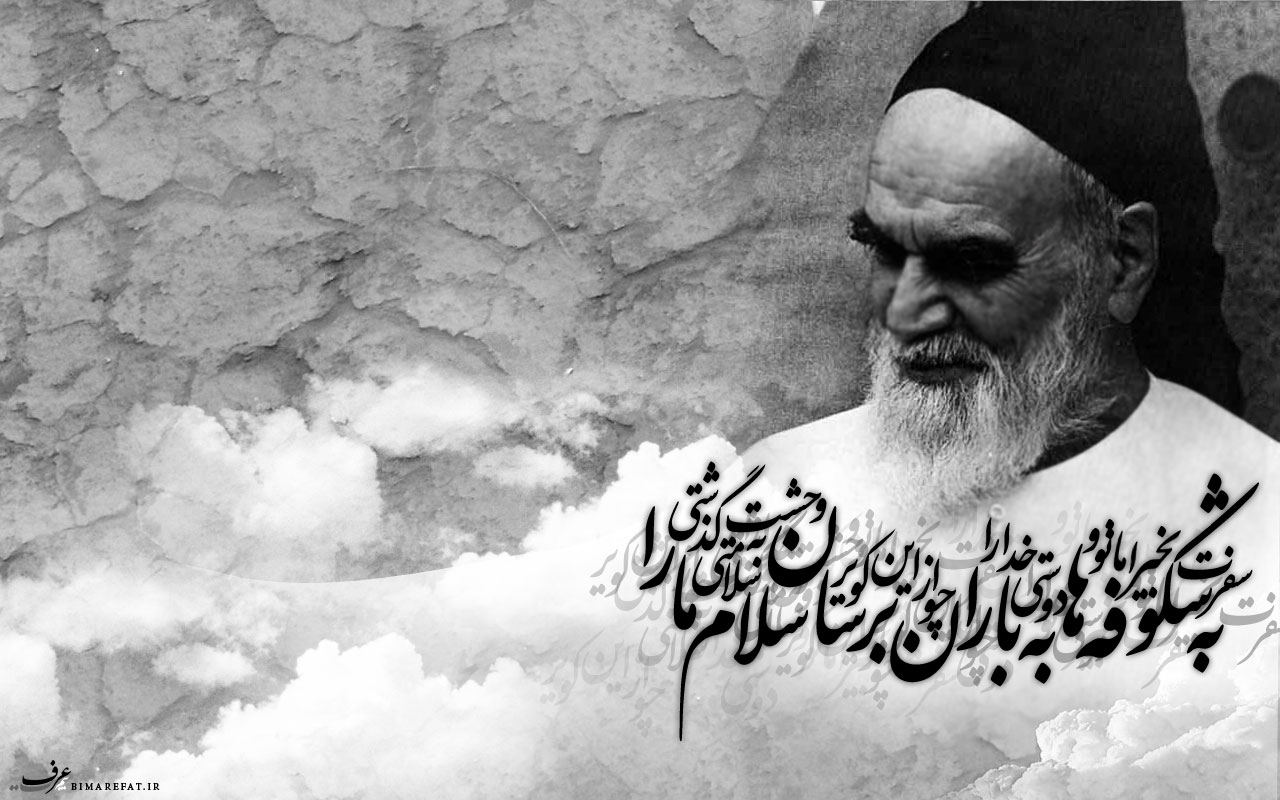 سفرت بخیر اما تو و دوستی خدا را
چو از این کویر وحشت به سلامتی گذشتی
به شکوفه ها به باران
برسان سلام ما را
BIMAREFAT.IR